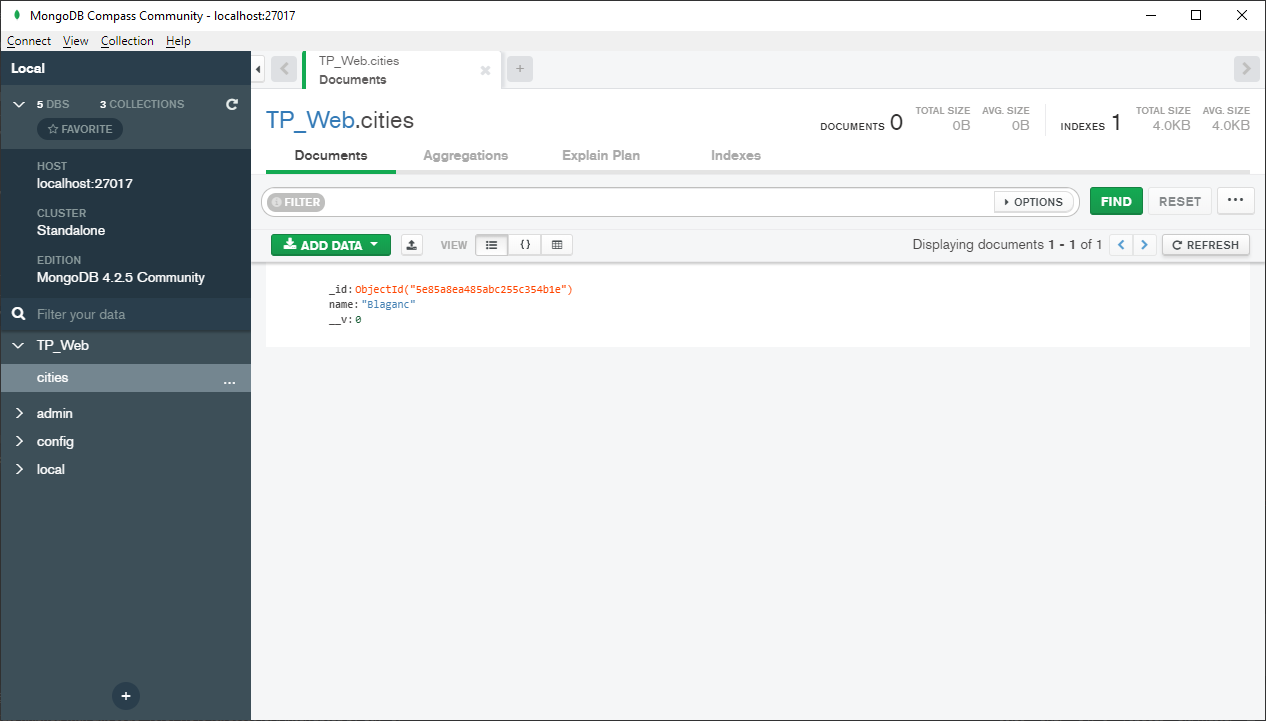 MongoDB Compass Community - localhost:27017
Connect View Collection Help
Local
5 DBS 3 COLLECTIONS
FAVORITE
HOST
localhost:27017
CLUSTER
Standalone
EDITION
MongoDB 4.2.5 Community
Filter your data
TP_Web
cities ...
admin
config
local
+
TP_Web.cities
Documents
+
TP_Web.cities
DOCUMENTS 0 TOTAL SIZE 0B AVG. SIZE 0B INDEXES 1 TOTAL SIZE 4.0KB AVG. SIZE 4.0KB
Documents Aggregations Explain Plan Indexes
FILTER OPTIONS FIND RESET ...
ADD DATA VIEW {} Displaying documents 1 - 1 of 1 < > REFRESH
_id:ObjectId("5e85a8ea485abc255c354b1e")
name:"Blaganc"
__v:0